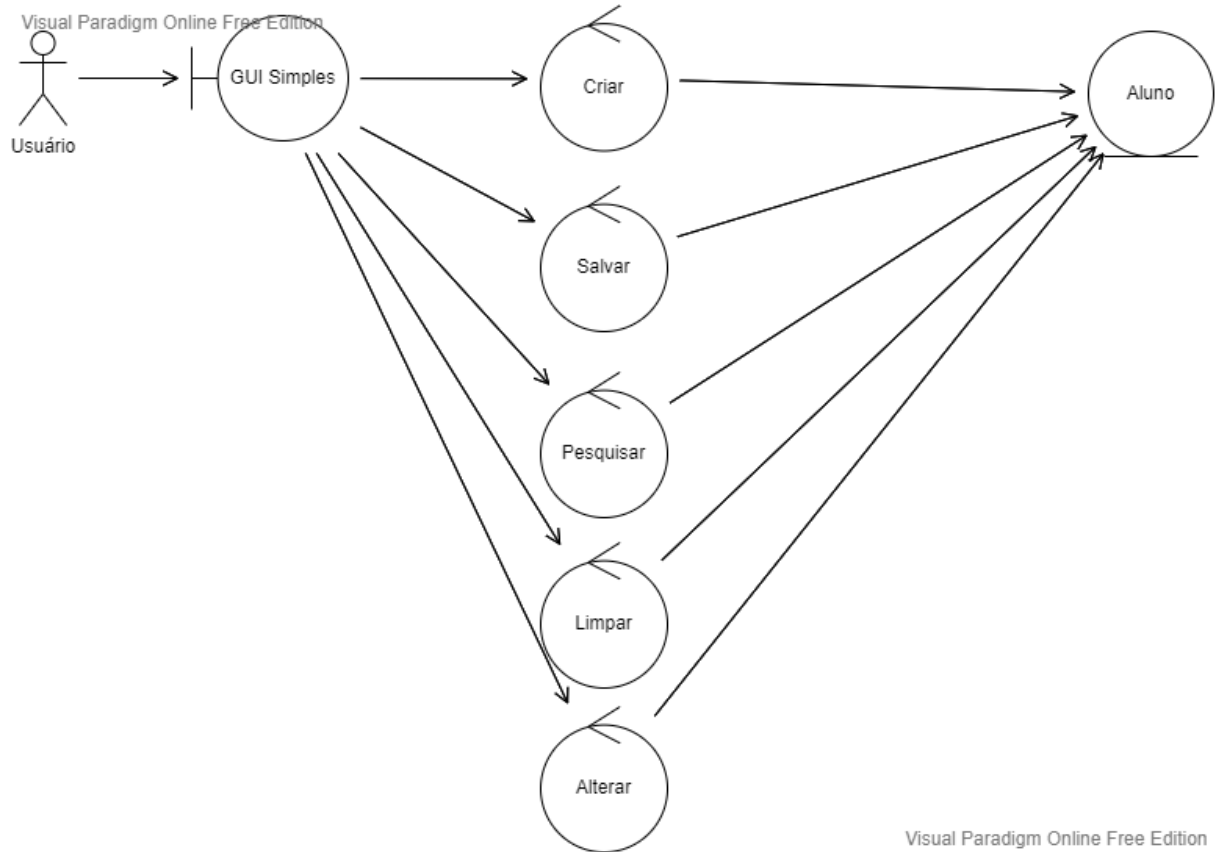 Visual Paradigm Online Free Edition
GUI Simples
Criar
Aluno
Usuário
Salvar
Pesquisar
Limpar
Alterar
Visual Paradigm Online Free Edition